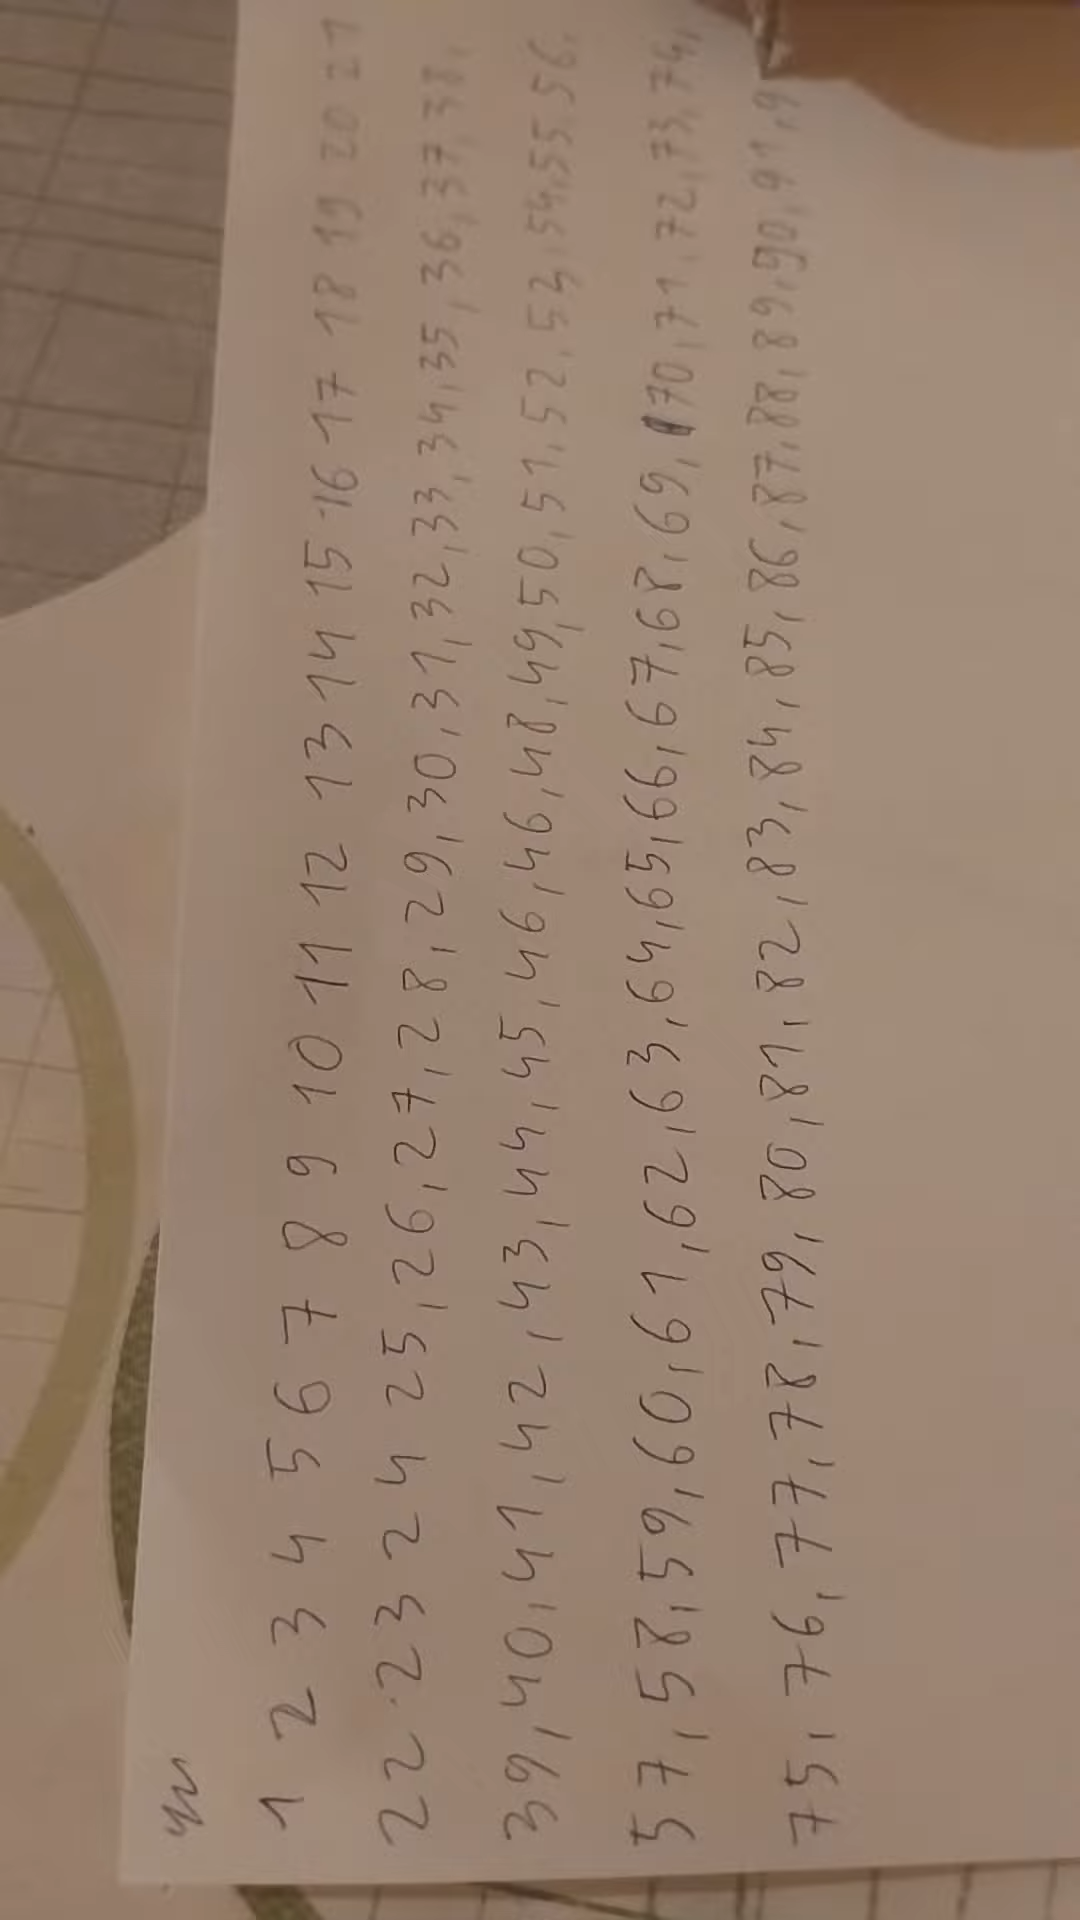 1 2 3 4 5 6 7 8 9 10 11 12 13 14 15 16 17 18 19 20 21
22 23 24 25, 26, 27, 28, 29, 30, 31, 32, 33, 34, 35, 36, 37, 38,
39, 40, 41, 42, 43, 44, 45, 46, 46, 48, 49, 50, 51, 52, 53, 54, 55, 56,
57, 58, 59, 60, 61, 62, 63, 64, 65, 66, 67, 68, 69, 70, 71, 72, 73, 74,
75, 76, 77, 78, 79, 80, 81, 82, 83, 84, 85, 86, 87, 88, 89, 90, 91, 9